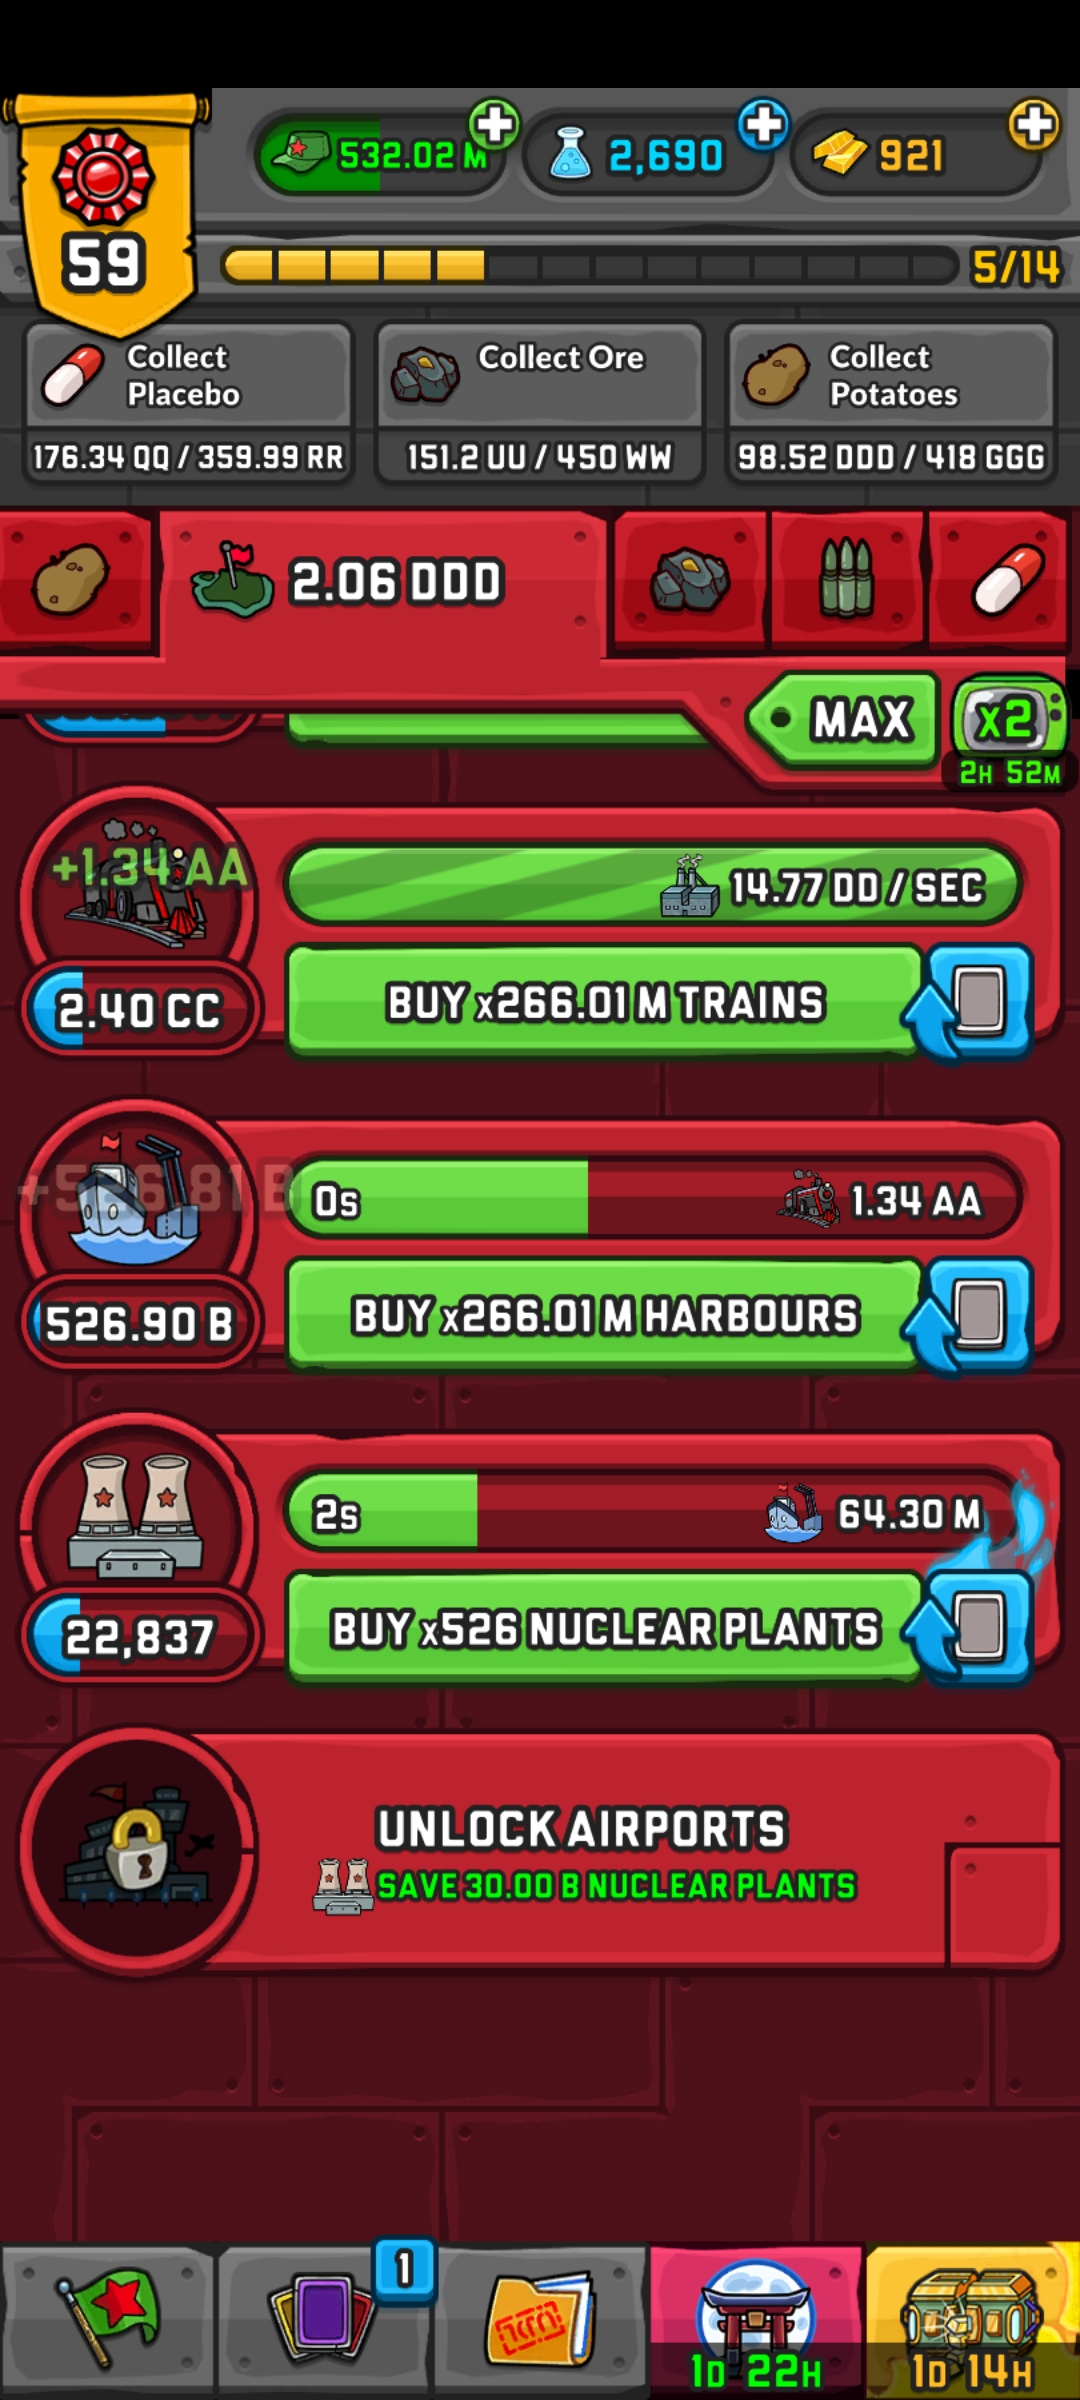 532.02 M
2,690
921
59
5/14
Collect
Placebo
176.34 QQ / 359.99 RR
Collect Ore
151.2 UU / 450 WW
Collect
Potatoes
98.52 DDD / 418 GGG
2.06 DDD
MAX
x2
2H 52M
+1.34 AA
14.77 DD / SEC
2.40 CC
BUY x266.01 M TRAINS
+526.81 B
0s
1.34 AA
526.90 B
BUY x266.01 M HARBOURS
2s
64.30 M
22,837
BUY x526 NUCLEAR PLANTS
UNLOCK AIRPORTS
SAVE 30.00 B NUCLEAR PLANTS
1
1D 22H
1D 14H